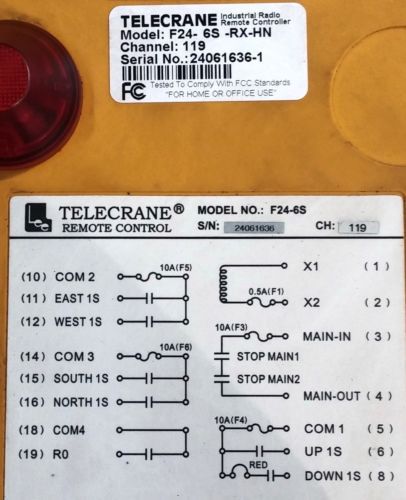 TELECRANE Industrial Radio Remote Controller
Model: F24- 6S -RX-HN
Channel: 119
Serial No.:24061636-1
FCC Tested To Comply With FCC Standards
"FOR HOME OR OFFICE USE"
TELECRANE® MODEL NO.: F24-6S
REMOTE CONTROL S/N: 24061636 CH: 119
10A(F5)
(10) COM 2
(11) EAST 1S
(12) WEST 1S
10A(F6)
(14) COM 3
(15) SOUTH 1S
(16) NORTH 1S
(18) COM4
(19) R0
X1 (1)
0.5A(F1)
X2 (2)
10A(F3)
MAIN-IN (3)
STOP MAIN1
STOP MAIN2
MAIN-OUT (4)
10A(F4)
COM 1 (5)
UP 1S (6)
RED
DOWN 1S (8)